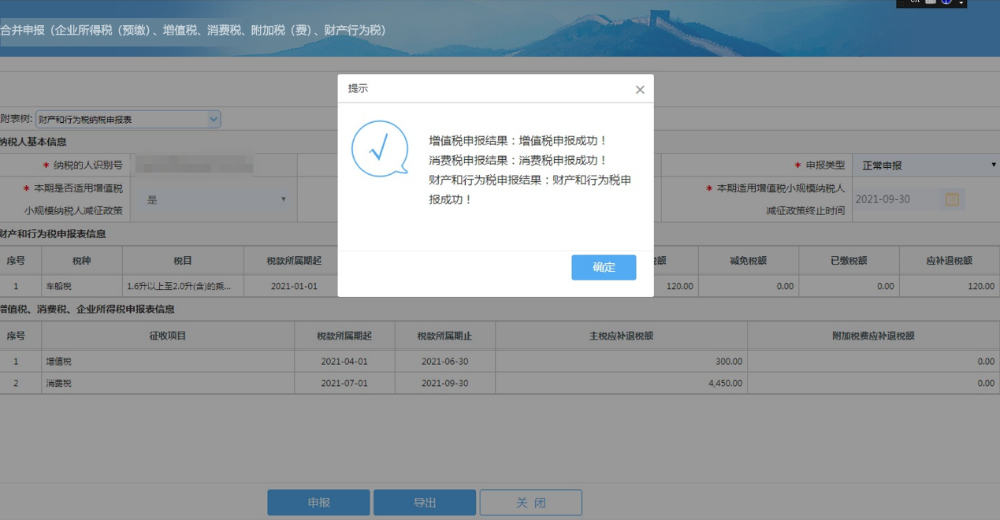 合并申报（企业所得税（预缴）、增值税、消费税、附加税（费）、财产行为税）
提示
附表树: 财产和行为税纳税申报表
纳税人基本信息
增值税申报结果：增值税申报成功！
消费税申报结果：消费税申报成功！
财产和行为税申报结果：财产和行为税申
报成功！
* 纳税的人识别号
* 申报类型 正常申报
* 本期是否适用增值税
小规模纳税人减征政策
是
* 本期适用增值税小规模纳税人
减征政策终止时间
2021-09-30
财产和行为税申报表信息
确定
序号 税种 税目 税款所属期起 税额 减免税额 已缴税额 应补退税额
1 车船税 1.6升以上至2.0升(含)的乘... 2021-01-01 120.00 0.00 0.00 120.00
增值税、消费税、企业所得税申报表信息
序号 征收项目 税款所属期起 税款所属期止 主税应补退税额 附加税费应补退税额
1 增值税 2021-04-01 2021-06-30 300.00 0.00
2 消费税 2021-07-01 2021-09-30 4,450.00 0.00
申报 导出 关 闭